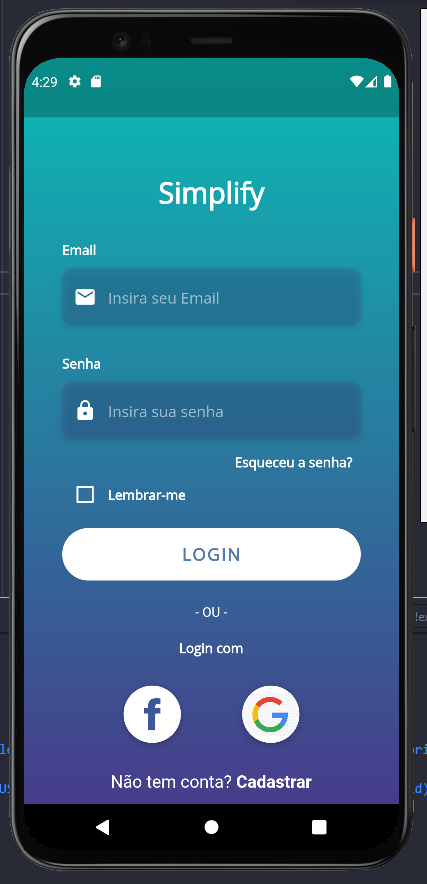 4:29
Simplify
Email
Insira seu Email
Senha
Insira sua senha
Esqueceu a senha?
Lembrar-me
LOGIN
- OU -
Login com
Não tem conta? Cadastrar